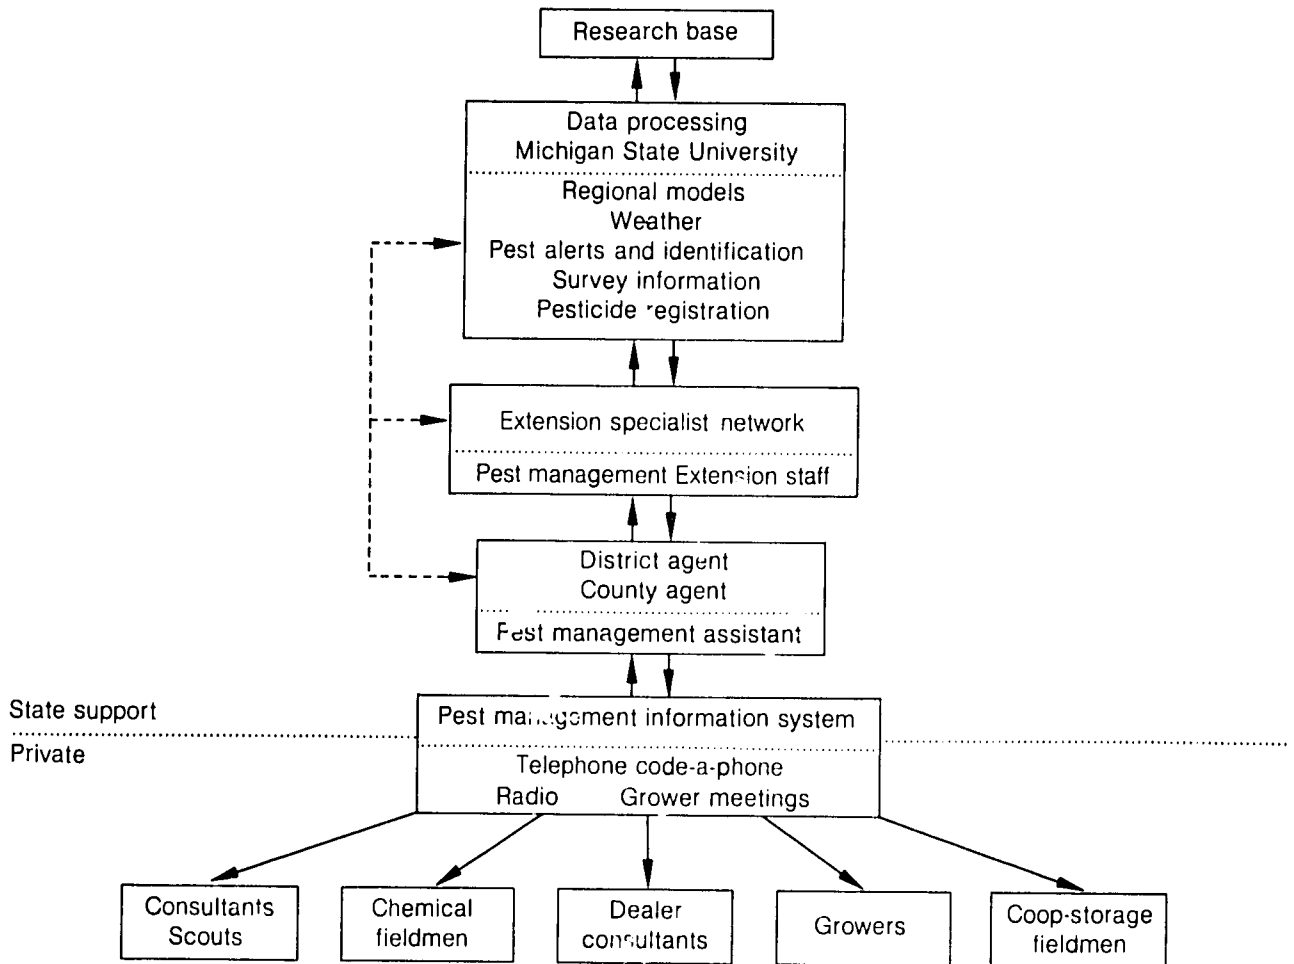 Research base
Data processing
Michigan State University
Regional models
Weather
Pest alerts and identification
Survey information
Pesticide registration
Extension specialist network
Pest management Extension staff
District agent
County agent
Pest management assistant
State support
Private
Pest management information system
Telephone code-a-phone
Radio Grower meetings
Consultants
Scouts
Chemical
fieldmen
Dealer
consultants
Growers
Coop-storage
fieldmen